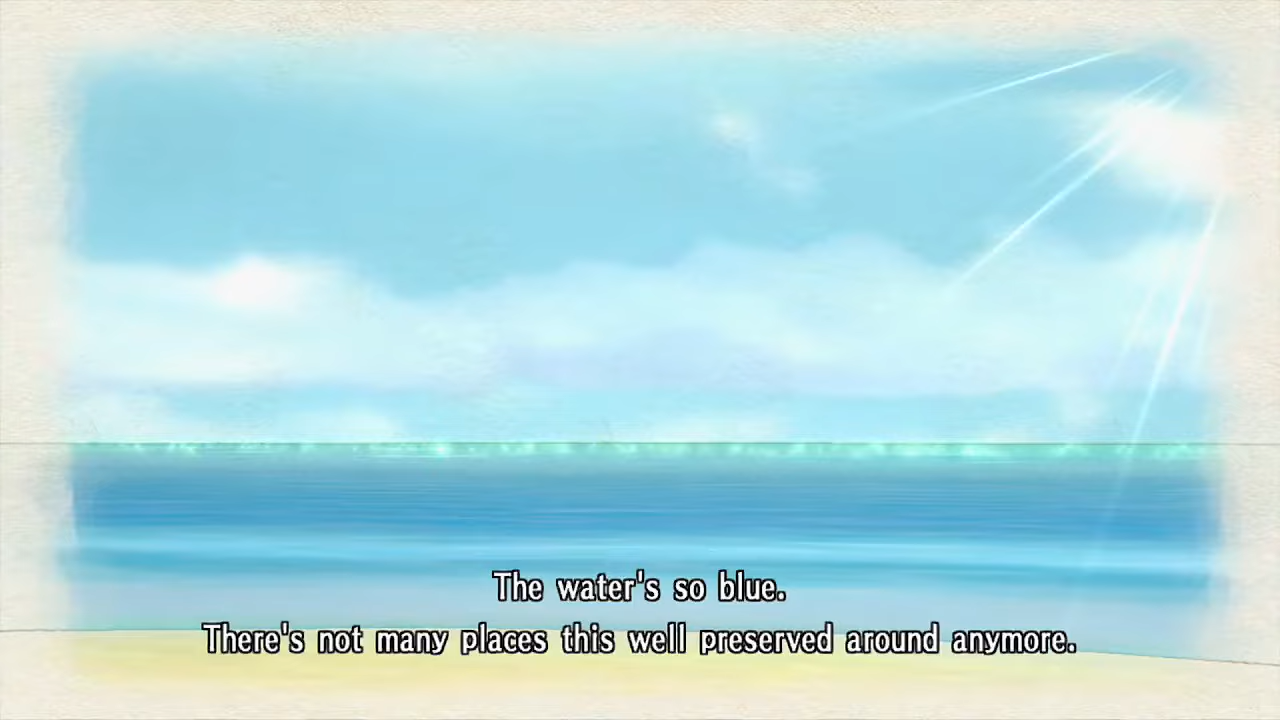 The water's so blue.
There's not many places this well preserved around anymore.